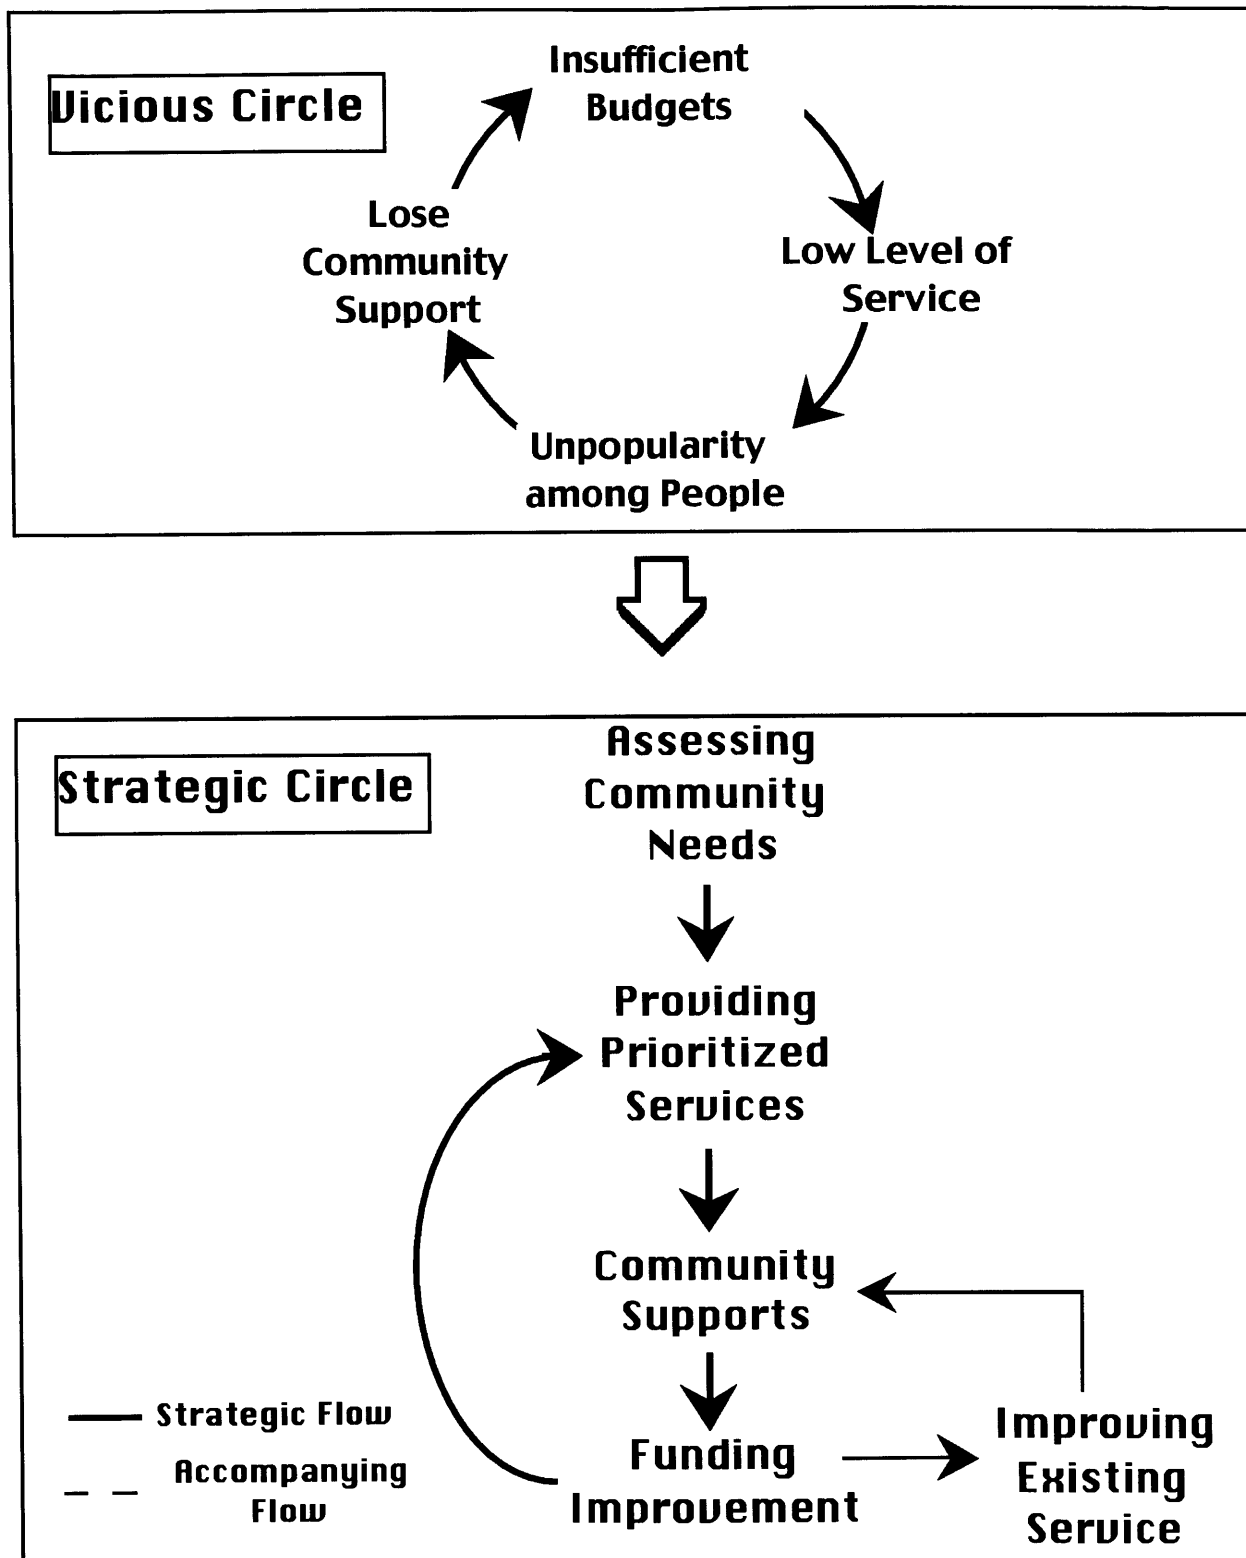 Vicious Circle
Insufficient
Budgets
Lose
Community
Support
Low Level of
Service
Unpopularity
among People
Strategic Circle
Assessing
Community
Needs
Providing
Prioritized
Services
Community
Supports
Funding
Improvement
Improving
Existing
Service
Strategic Flow
Accompanying
Flow